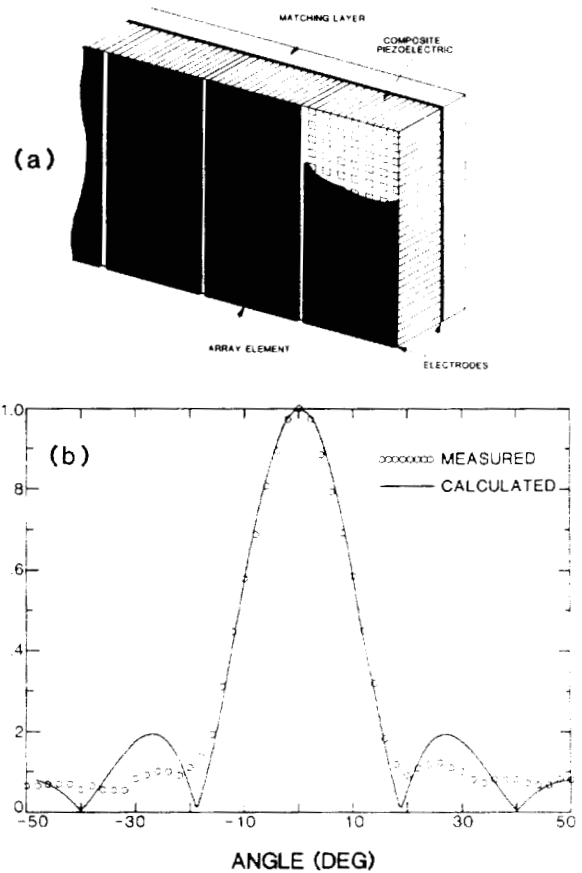 MATCHING LAYER
COMPOSITE
PIEZOELECTRIC
(a)
ARRAY ELEMENT
ELECTRODES
(b)
1.0
.8
.6
.4
.2
0
MEASURED
CALCULATED
-50 -30 -10 10 30 50
ANGLE (DEG)